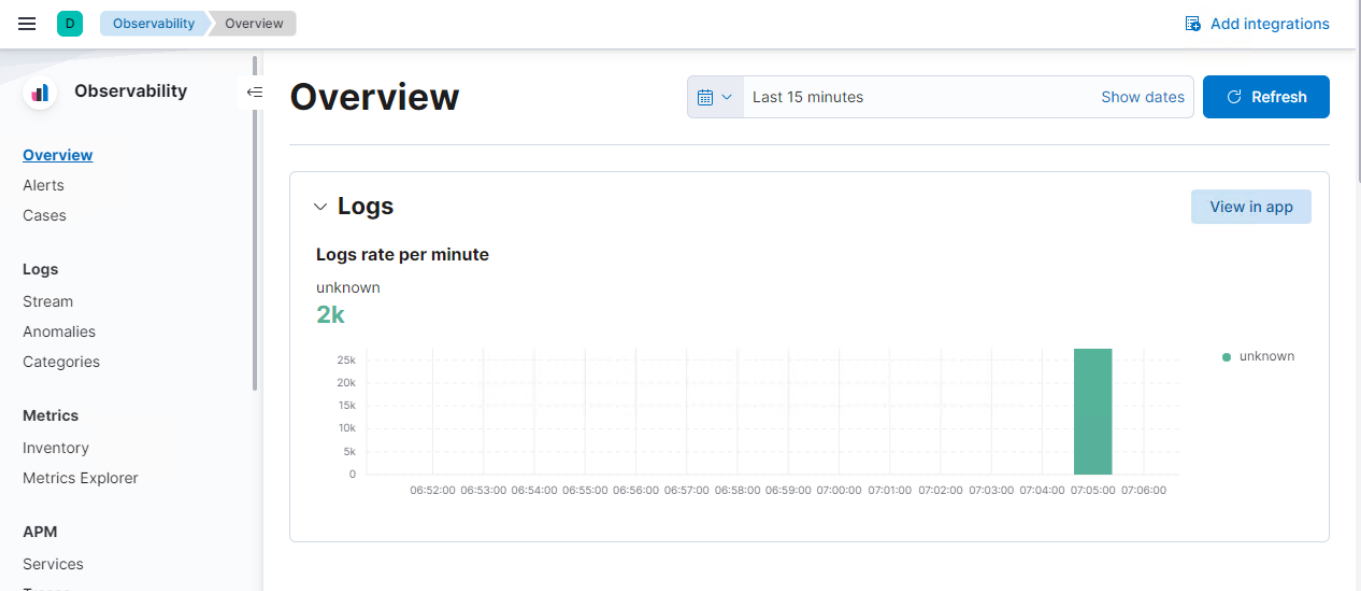 D Observability Overview Add integrations
Observability
Overview
Alerts
Cases
Logs
Stream
Anomalies
Categories
Metrics
Inventory
Metrics Explorer
APM
Services
Overview
Last 15 minutes Show dates Refresh
Logs View in app
Logs rate per minute
unknown
2k
25k
20k
15k
10k
5k
0
06:52:00 06:53:00 06:54:00 06:55:00 06:56:00 06:57:00 06:58:00 06:59:00 07:00:00 07:01:00 07:02:00 07:03:00 07:04:00 07:05:00 07:06:00
unknown